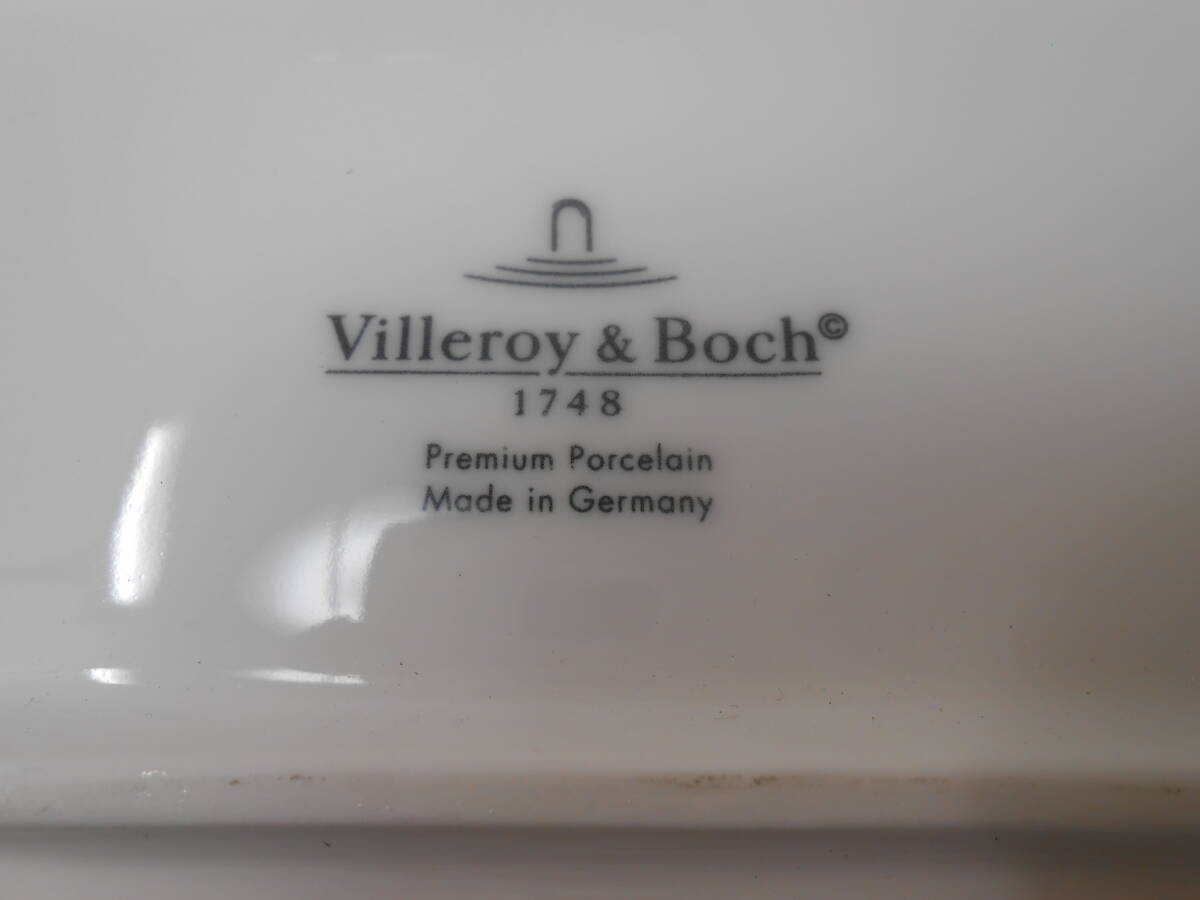 Villeroy & Boch©
1748
Premium Porcelain
Made in Germany